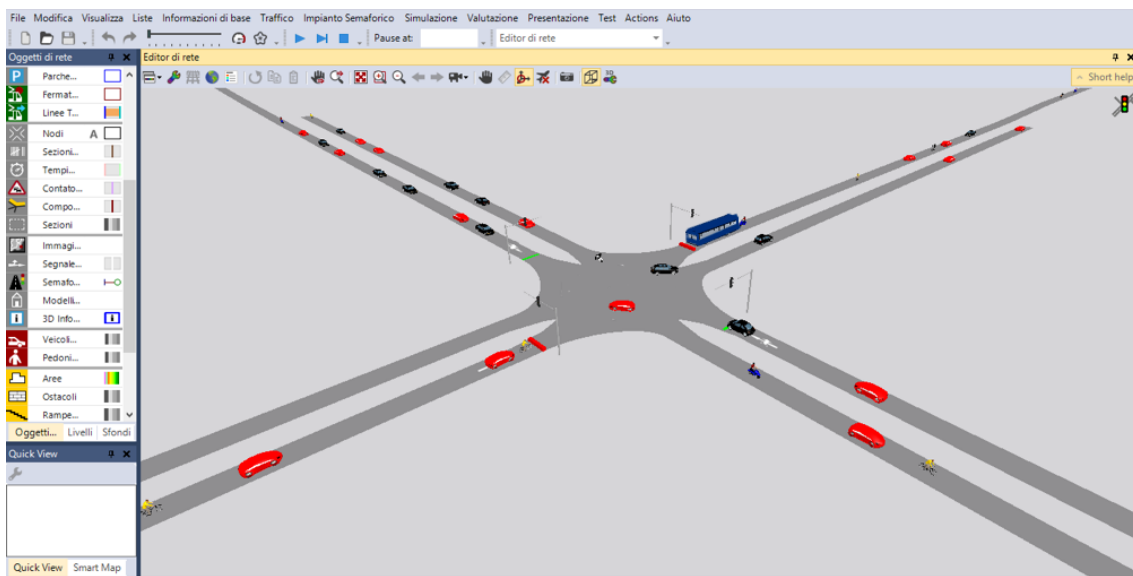 File Modifica Visualizza Liste Informazioni di base Traffico Impianto Semaforico Simulazione Valutazione Presentazione Test Actions Aiuto
Pause at: Editor di rete
Oggetti di rete
Editor di rete
Short help
Parche...
Fermat...
Linee T...
Nodi A
Sezioni...
Tempi...
Contato...
Compo...
Sezioni
Immagi...
Segnale...
Semafo...
Modelli...
3D Info...
Veicoli...
Pedoni...
Aree
Ostacoli
Rampe...
Oggetti... Livelli Sfondi
Quick View
Quick View Smart Map